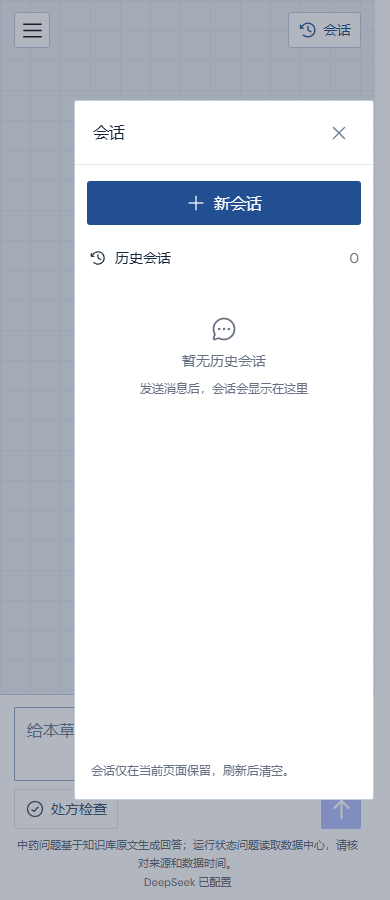 会话
会话
新会话
历史会话 0
暂无历史会话
发送消息后，会话会显示在这里
会话仅在当前页面保留，刷新后清空。
给本草
处方检查
中药问题基于知识库原文生成回答；运行状态问题读取数据中心，请核
对来源和数据时间。
DeepSeek 已配置